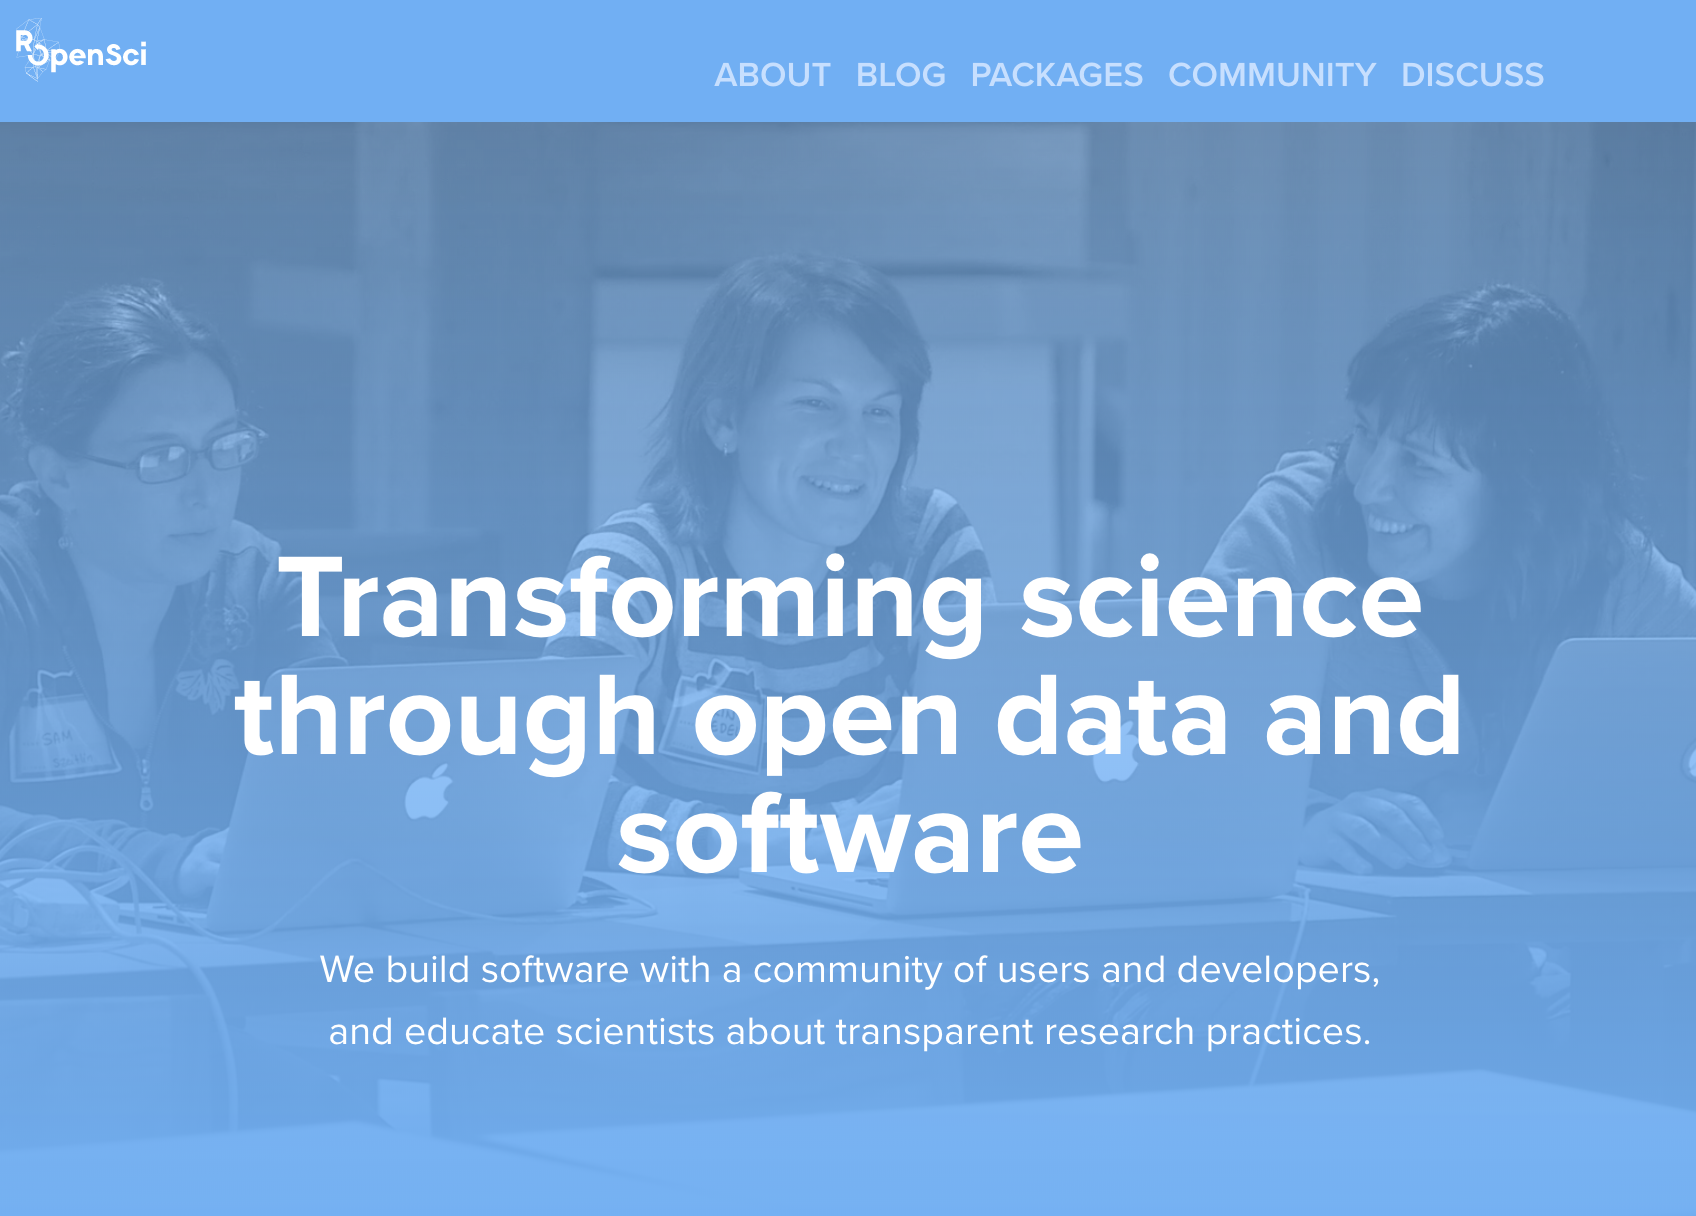 ROpenSci
ABOUT BLOG PACKAGES COMMUNITY DISCUSS
Transforming science
through open data and
software
SAM
We build software with a community of users and developers,
and educate scientists about transparent research practices.